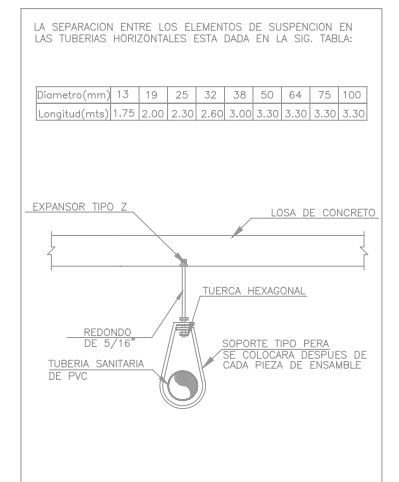 LA SEPARACION ENTRE LOS ELEMENTOS DE SUSPENCION EN
LAS TUBERIAS HORIZONTALES ESTA DADA EN LA SIG. TABLA:
Diametro(mm) 13 19 25 32 38 50 64 75 100
Longitud(mts) 1.75 2.00 2.30 2.60 3.00 3.30 3.30 3.30 3.30
EXPANSOR TIPO Z
LOSA DE CONCRETO
TUERCA HEXAGONAL
REDONDO
DE 5/16"
SOPORTE TIPO PERA
SE COLOCARA DESPUES DE
CADA PIEZA DE ENSAMBLE
TUBERIA SANITARIA
DE PVC